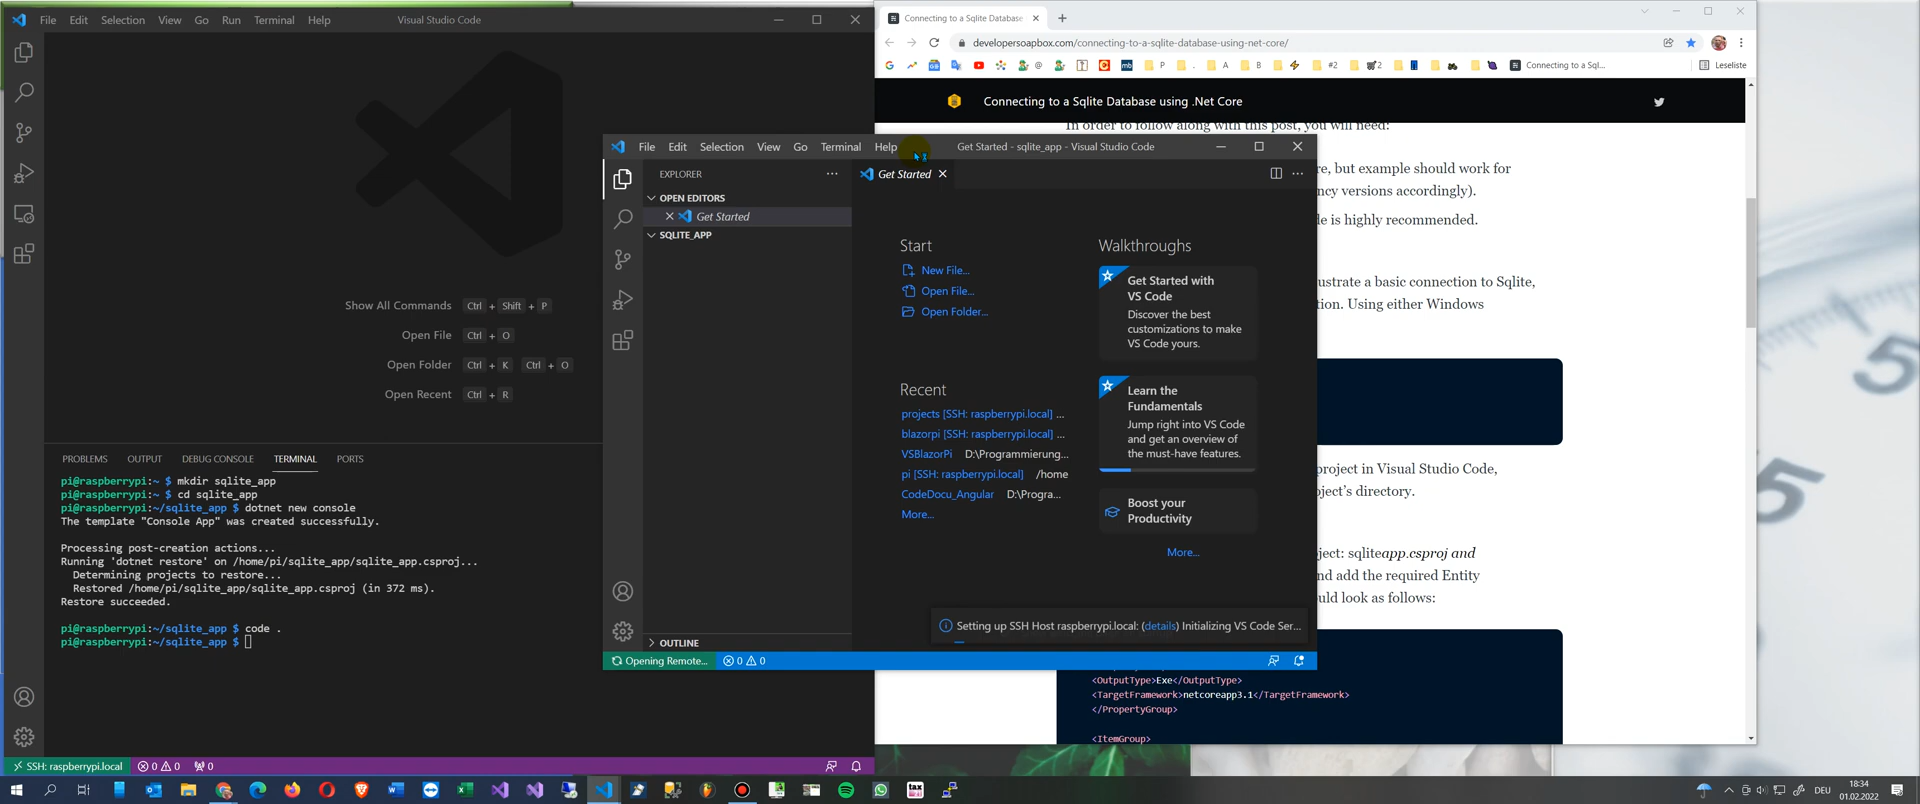 File Edit Selection View Go Run Terminal Help
Visual Studio Code
Show All Commands Ctrl + Shift + P
Open File Ctrl + O
Open Folder Ctrl + K Ctrl + O
Open Recent Ctrl + R
PROBLEMS OUTPUT DEBUG CONSOLE TERMINAL PORTS
pi@raspberrypi:~ $ mkdir sqlite_app
pi@raspberrypi:~ $ cd sqlite_app
pi@raspberrypi:~/sqlite_app $ dotnet new console
The template "Console App" was created successfully.
Processing post-creation actions...
Running 'dotnet restore' on /home/pi/sqlite_app/sqlite_app.csproj...
Determining projects to restore...
Restored /home/pi/sqlite_app/sqlite_app.csproj (in 372 ms).
Restore succeeded.
pi@raspberrypi:~/sqlite_app $ code .
pi@raspberrypi:~/sqlite_app $
SSH: raspberrypi.local 0 0 0
File Edit Selection View Go Terminal Help
Get Started - sqlite_app - Visual Studio Code
EXPLORER
OPEN EDITORS
Get Started
SQLITE_APP
OUTLINE
Get Started
Start
New File...
Open File...
Open Folder...
Recent
projects [SSH: raspberrypi.local] ...
blazorpi [SSH: raspberrypi.local] ...
VSBlazorPi D:\Programmierung...
pi [SSH: raspberrypi.local] /home
CodeDocu_Angular D:\Progra...
More...
Walkthroughs
Get Started with
VS Code
Discover the best
customizations to make
VS Code yours.
Learn the
Fundamentals
Jump right into VS Code
and get an overview of
the must-have features.
Boost your
Productivity
More...
Setting up SSH Host raspberrypi.local: (details) Initializing VS Code Ser...
Opening Remote... 0 0
Connecting to a Sqlite Database
developersoapbox.com/connecting-to-a-sqlite-database-using-net-core/
@ mb P . A B #2 2 Connecting to a Sql... Leseliste
Connecting to a Sqlite Database using .Net Core
In order to follow along with this post, you will need:
re, but example should work for
ncy versions accordingly).
de is highly recommended.
ustrate a basic connection to Sqlite,
tion. Using either Windows
project in Visual Studio Code,
oject's directory.
ject: sqliteapp.csproj and
nd add the required Entity
uld look as follows:
<OutputType>Exe</OutputType>
<TargetFramework>netcoreapp3.1</TargetFramework>
</PropertyGroup>
<ItemGroup>
tax
DEU
18:34
01.02.2022